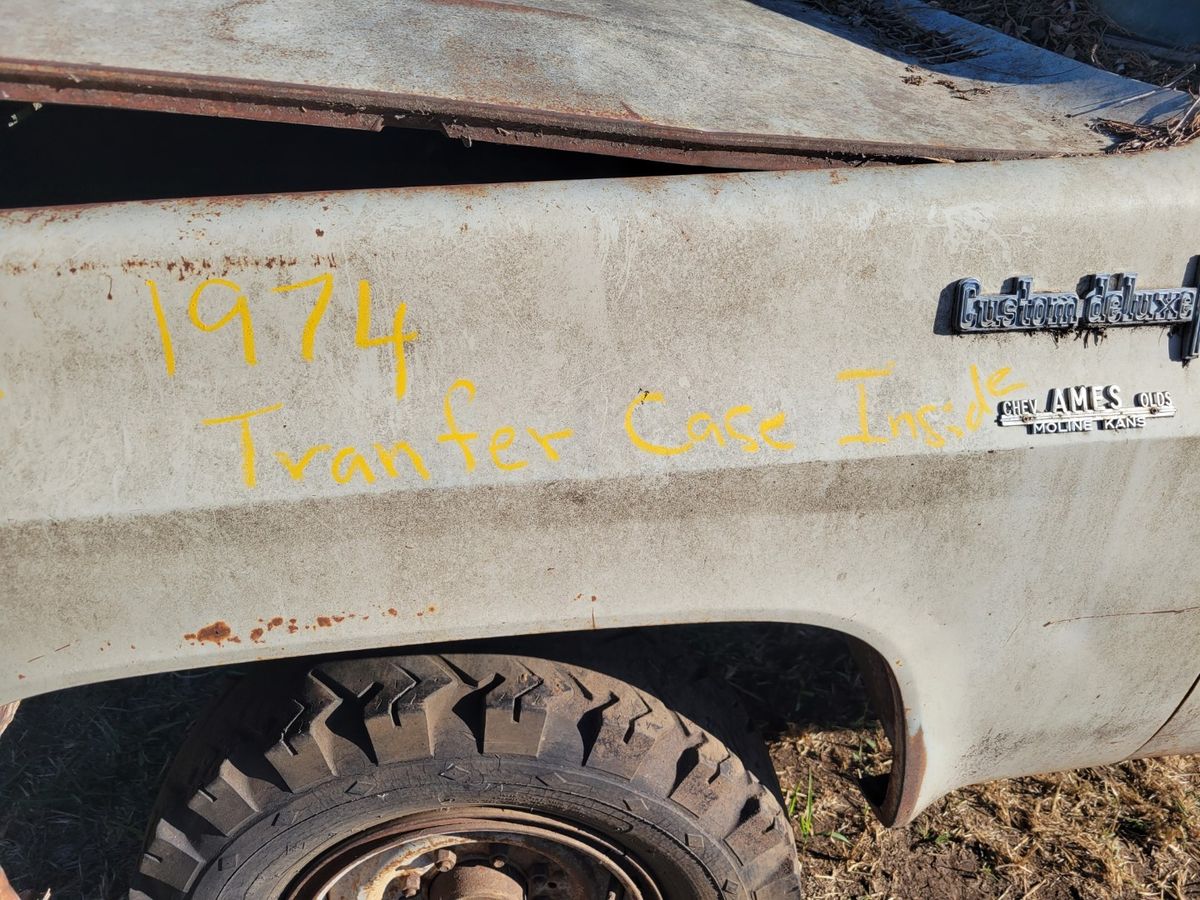 1974
Tranfer Case Inside
Custom deluxe
CHEV. AMES OLDS
MOLINE KANS